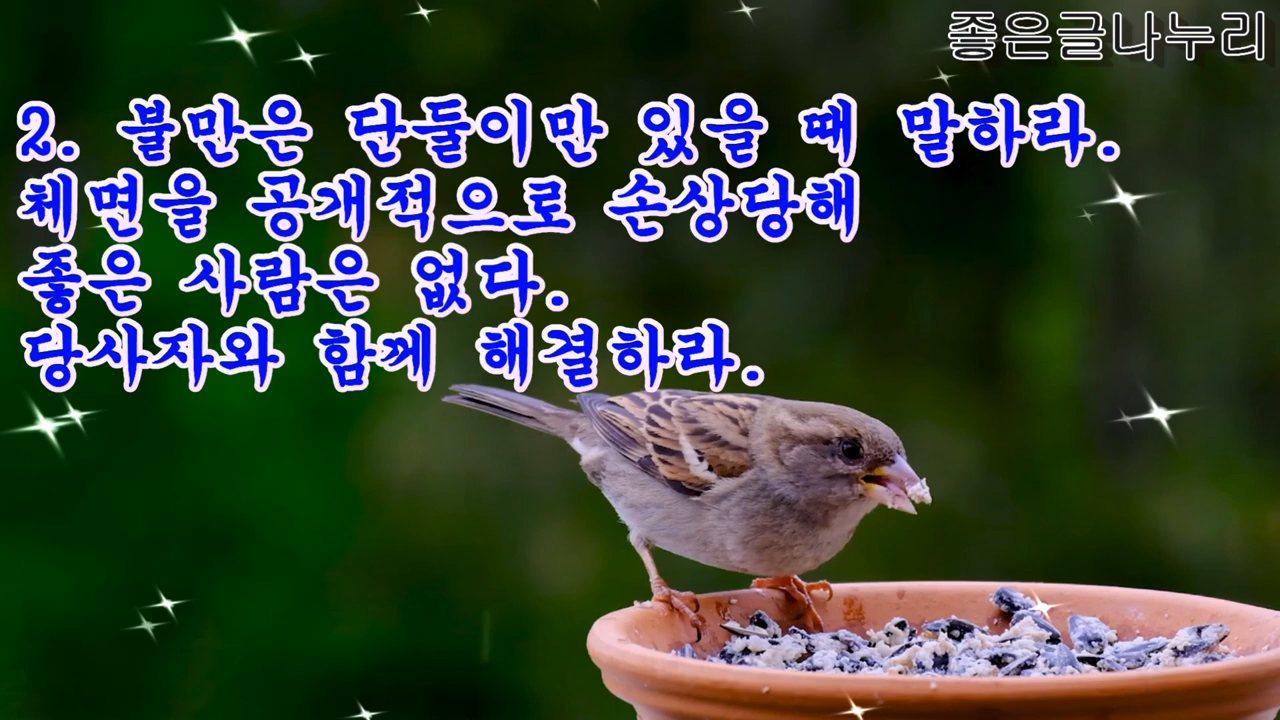 좋은글나누리
2. 불만은 단둘이만 있을 때 말하라.
체면을 공개적으로 손상당해
좋은 사람은 없다.
당사자와 함께 해결하라.